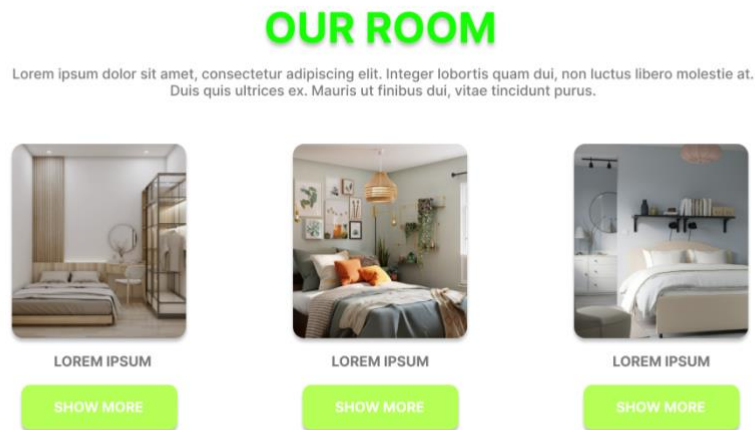 OUR ROOM
Lorem ipsum dolor sit amet, consectetur adipiscing elit. Integer lobortis quam dui, non luctus libero molestie at.
Duis quis ultrices ex. Mauris ut finibus dui, vitae tincidunt purus.
LOREM IPSUM
LOREM IPSUM
LOREM IPSUM
SHOW MORE
SHOW MORE
SHOW MORE